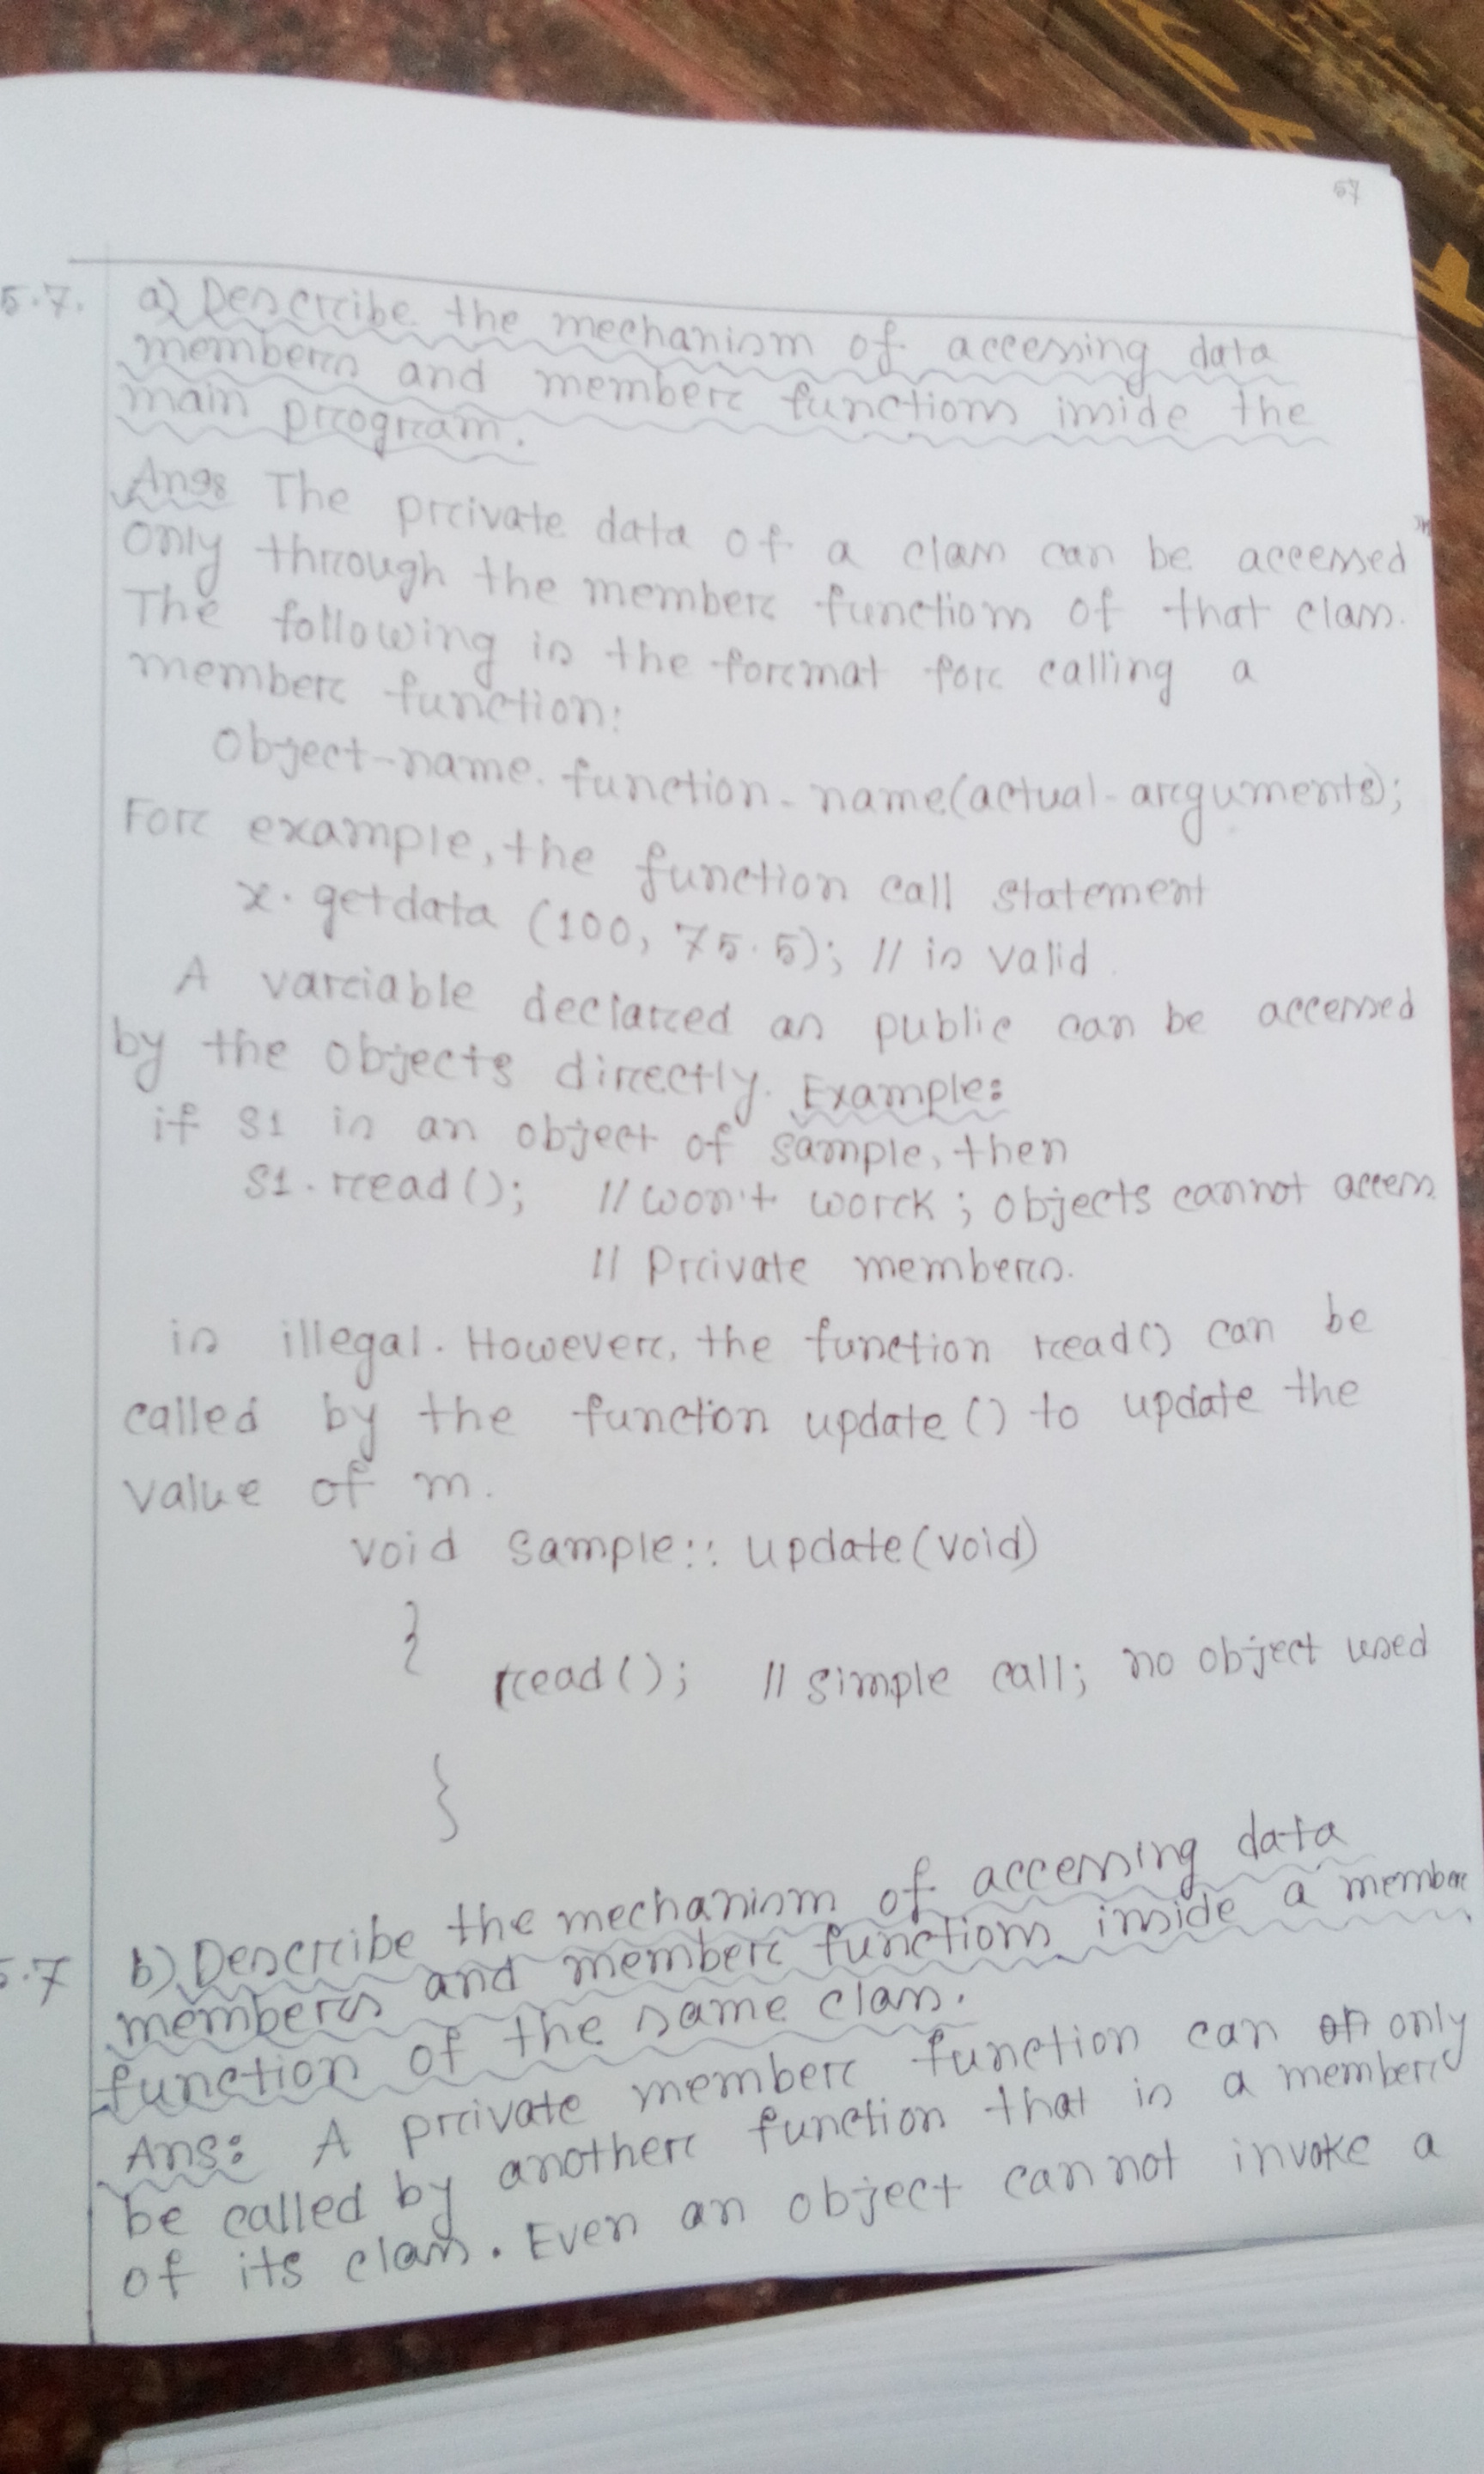 57
5.7. a) Describe the mechanism of accessing data
members and member functions inside the
main program.
Ans: The private data of a class can be accessed
only through the member functions of that class.
The following is the format for calling a
member function:
Object-name. function-name(actual-arguments);
For example, the function call statement
x. getdata (100, 75.5); // is valid
A variable declared as public can be accessed
by the objects directly. Example:
if S1 is an object of sample, then
S1. read(); // won't work; objects cannot access
// Private members.
is illegal. However, the function read() can be
called by the function update() to update the
value of m.
void sample:: update(void)
{
read(); // simple call; no object used
}
5.7 b) Describe the mechanism of accessing data
members and member functions inside a member
function of the same class.
Ans: A private member function can only
be called by another function that is a member
of its class. Even an object cannot invoke a